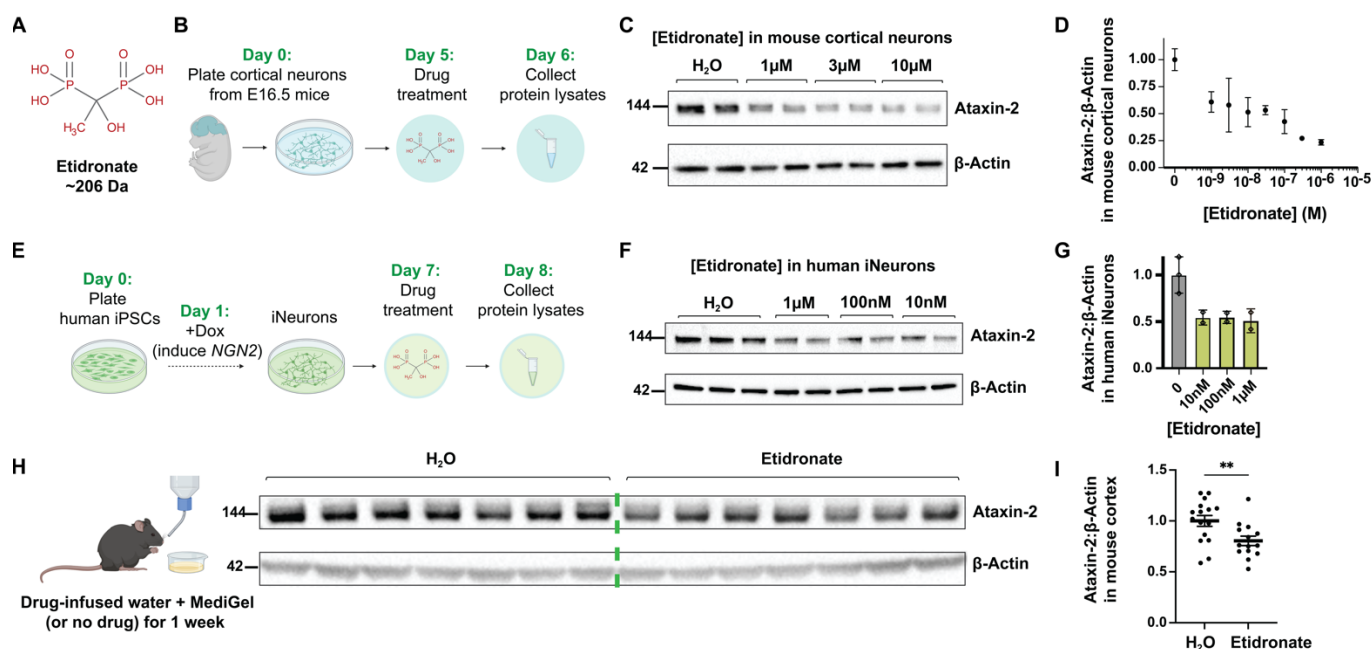 A
O
O
HO
OH
P
P
HO
OH
H₃C
OH
Etidronate
~206 Da
B
Day 0:
Plate cortical neurons
from E16.5 mice
Day 5:
Drug
treatment
Day 6:
Collect
protein lysates
C
[Etidronate] in mouse cortical neurons
H₂O 1μM 3μM 10μM
144
Ataxin-2
42
β-Actin
D
Ataxin-2:β-Actin
in mouse cortical neurons
1.00
0.75
0.50
0.25
0
0 10⁻⁹ 10⁻⁸ 10⁻⁷ 10⁻⁶ 10⁻⁵
[Etidronate] (M)
E
Day 0:
Plate
human iPSCs
Day 1:
+Dox
(induce NGN2)
iNeurons
Day 7:
Drug
treatment
Day 8:
Collect
protein lysates
F
[Etidronate] in human iNeurons
H₂O 1μM 100nM 10nM
144
Ataxin-2
42
β-Actin
G
Ataxin-2:β-Actin
in human iNeurons
1.0
0.5
0.0
0 10nM 100nM 1μM
[Etidronate]
H
Drug-infused water + MediGel
(or no drug) for 1 week
H₂O Etidronate
144
Ataxin-2
42
β-Actin
I
Ataxin-2:β-Actin
in mouse cortex
**
1.5
1.0
0.5
0.0
H₂O Etidronate